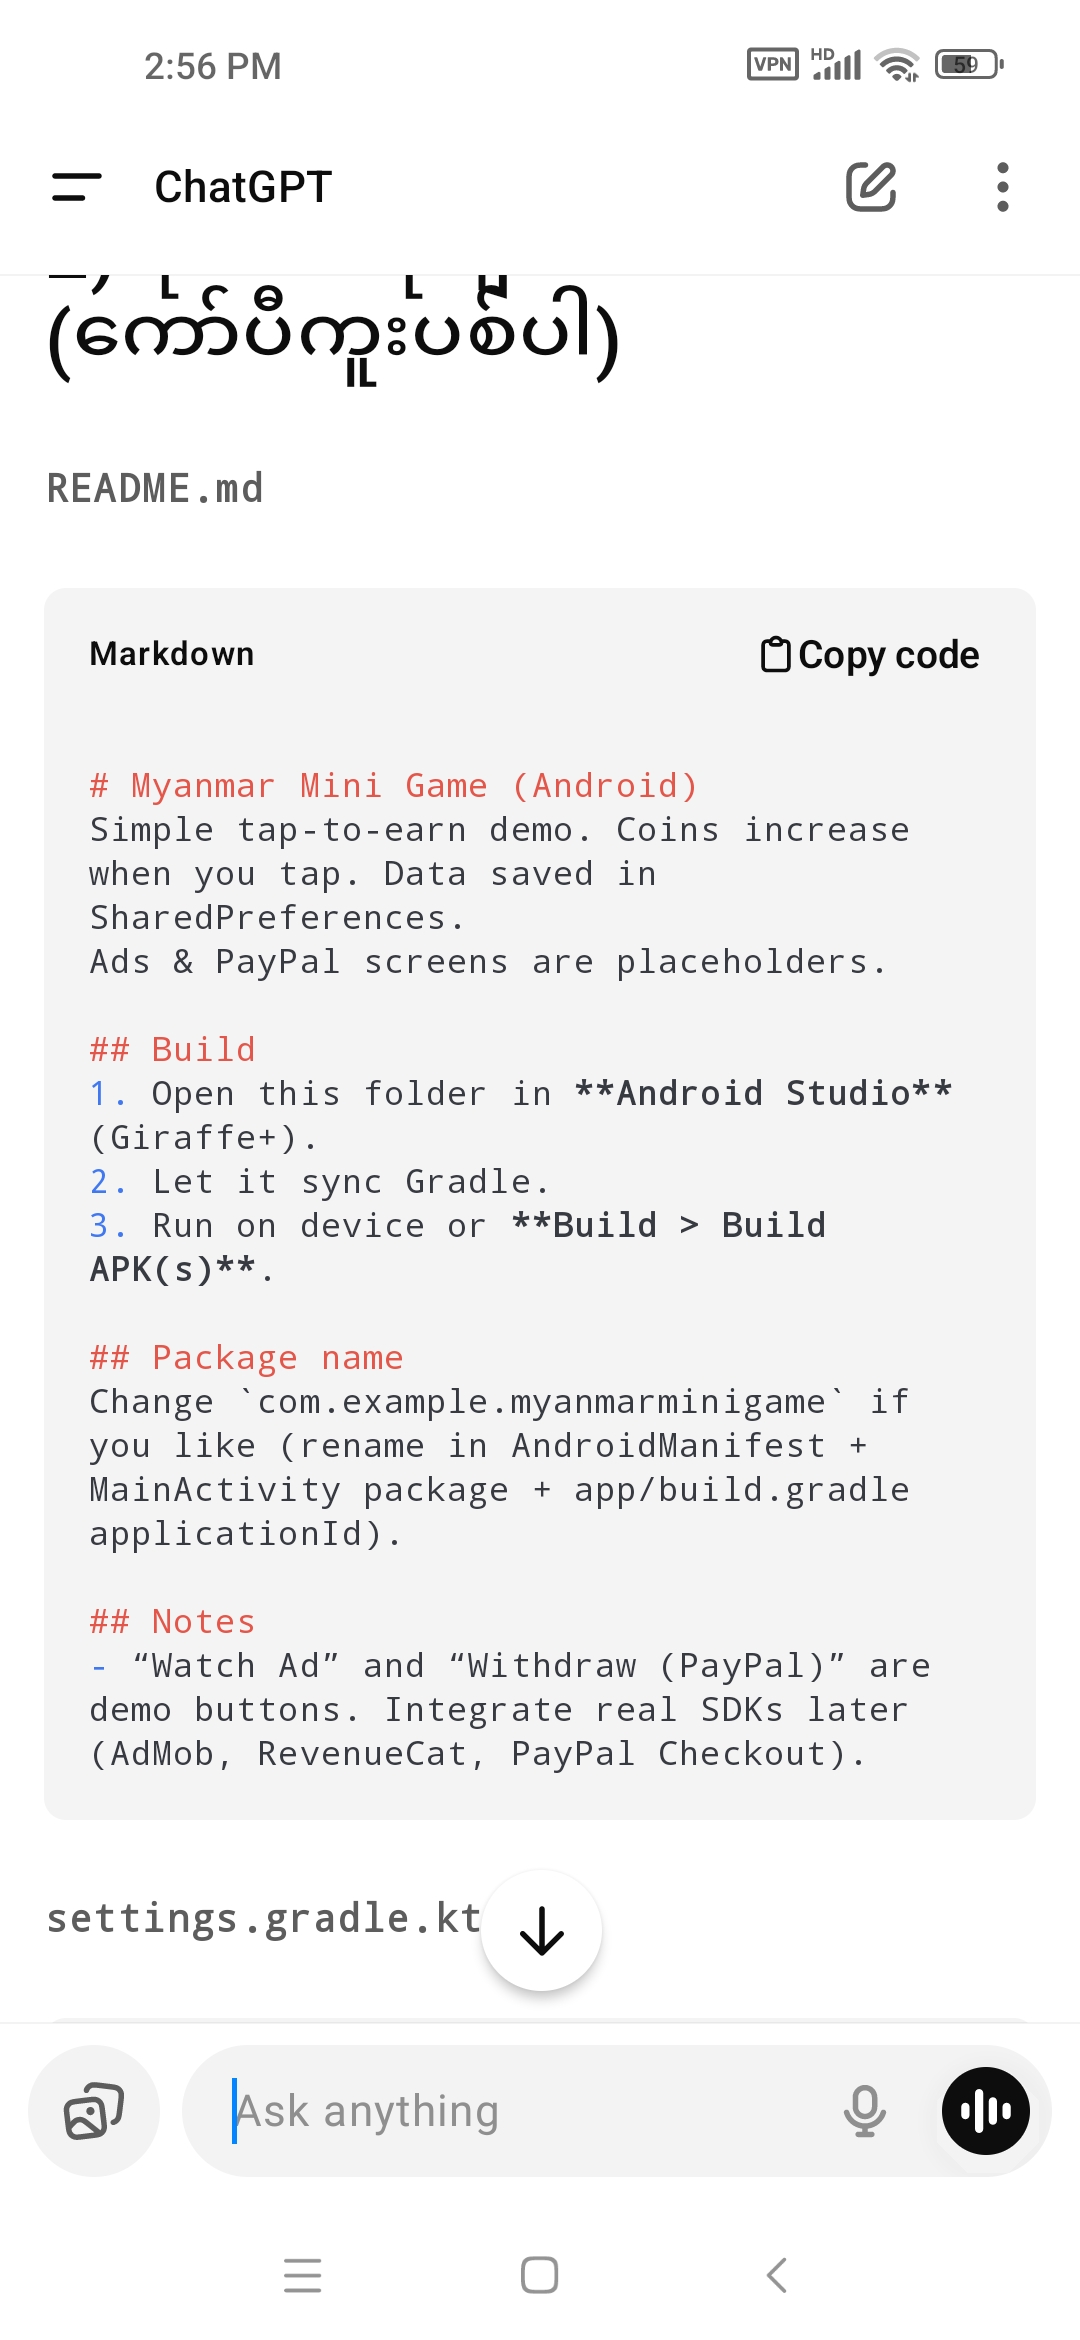 2:56 PM
VPN HD 59
ChatGPT
(ကော်ပီကူးပစ်ပါ)
README.md
Markdown
Copy code
# Myanmar Mini Game (Android)
Simple tap-to-earn demo. Coins increase
when you tap. Data saved in
SharedPreferences.
Ads & PayPal screens are placeholders.
## Build
1. Open this folder in **Android Studio**
(Giraffe+).
2. Let it sync Gradle.
3. Run on device or **Build > Build
APK(s)**.
## Package name
Change `com.example.myanmarminigame` if
you like (rename in AndroidManifest +
MainActivity package + app/build.gradle
applicationId).
## Notes
- “Watch Ad” and “Withdraw (PayPal)” are
demo buttons. Integrate real SDKs later
(AdMob, RevenueCat, PayPal Checkout).
settings.gradle.kt
Ask anything